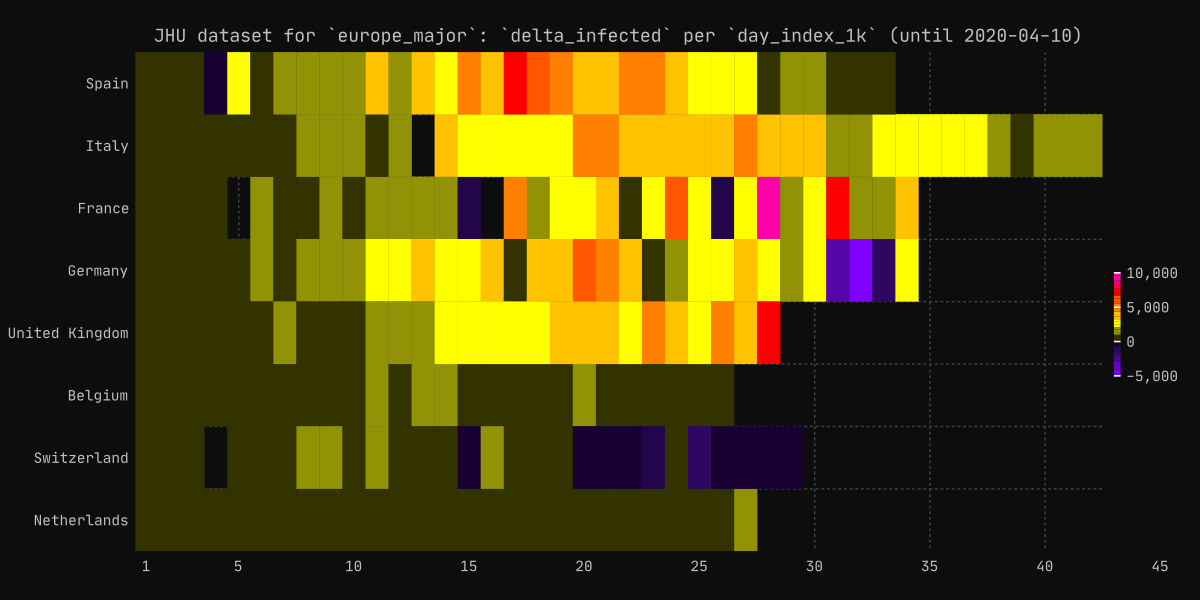 JHU dataset for `europe_major`: `delta_infected` per `day_index_1k` (until 2020-04-10)
Spain
Italy
France
Germany
United Kingdom
Belgium
Switzerland
Netherlands
10,000
5,000
0
-5,000
1 5 10 15 20 25 30 35 40 45